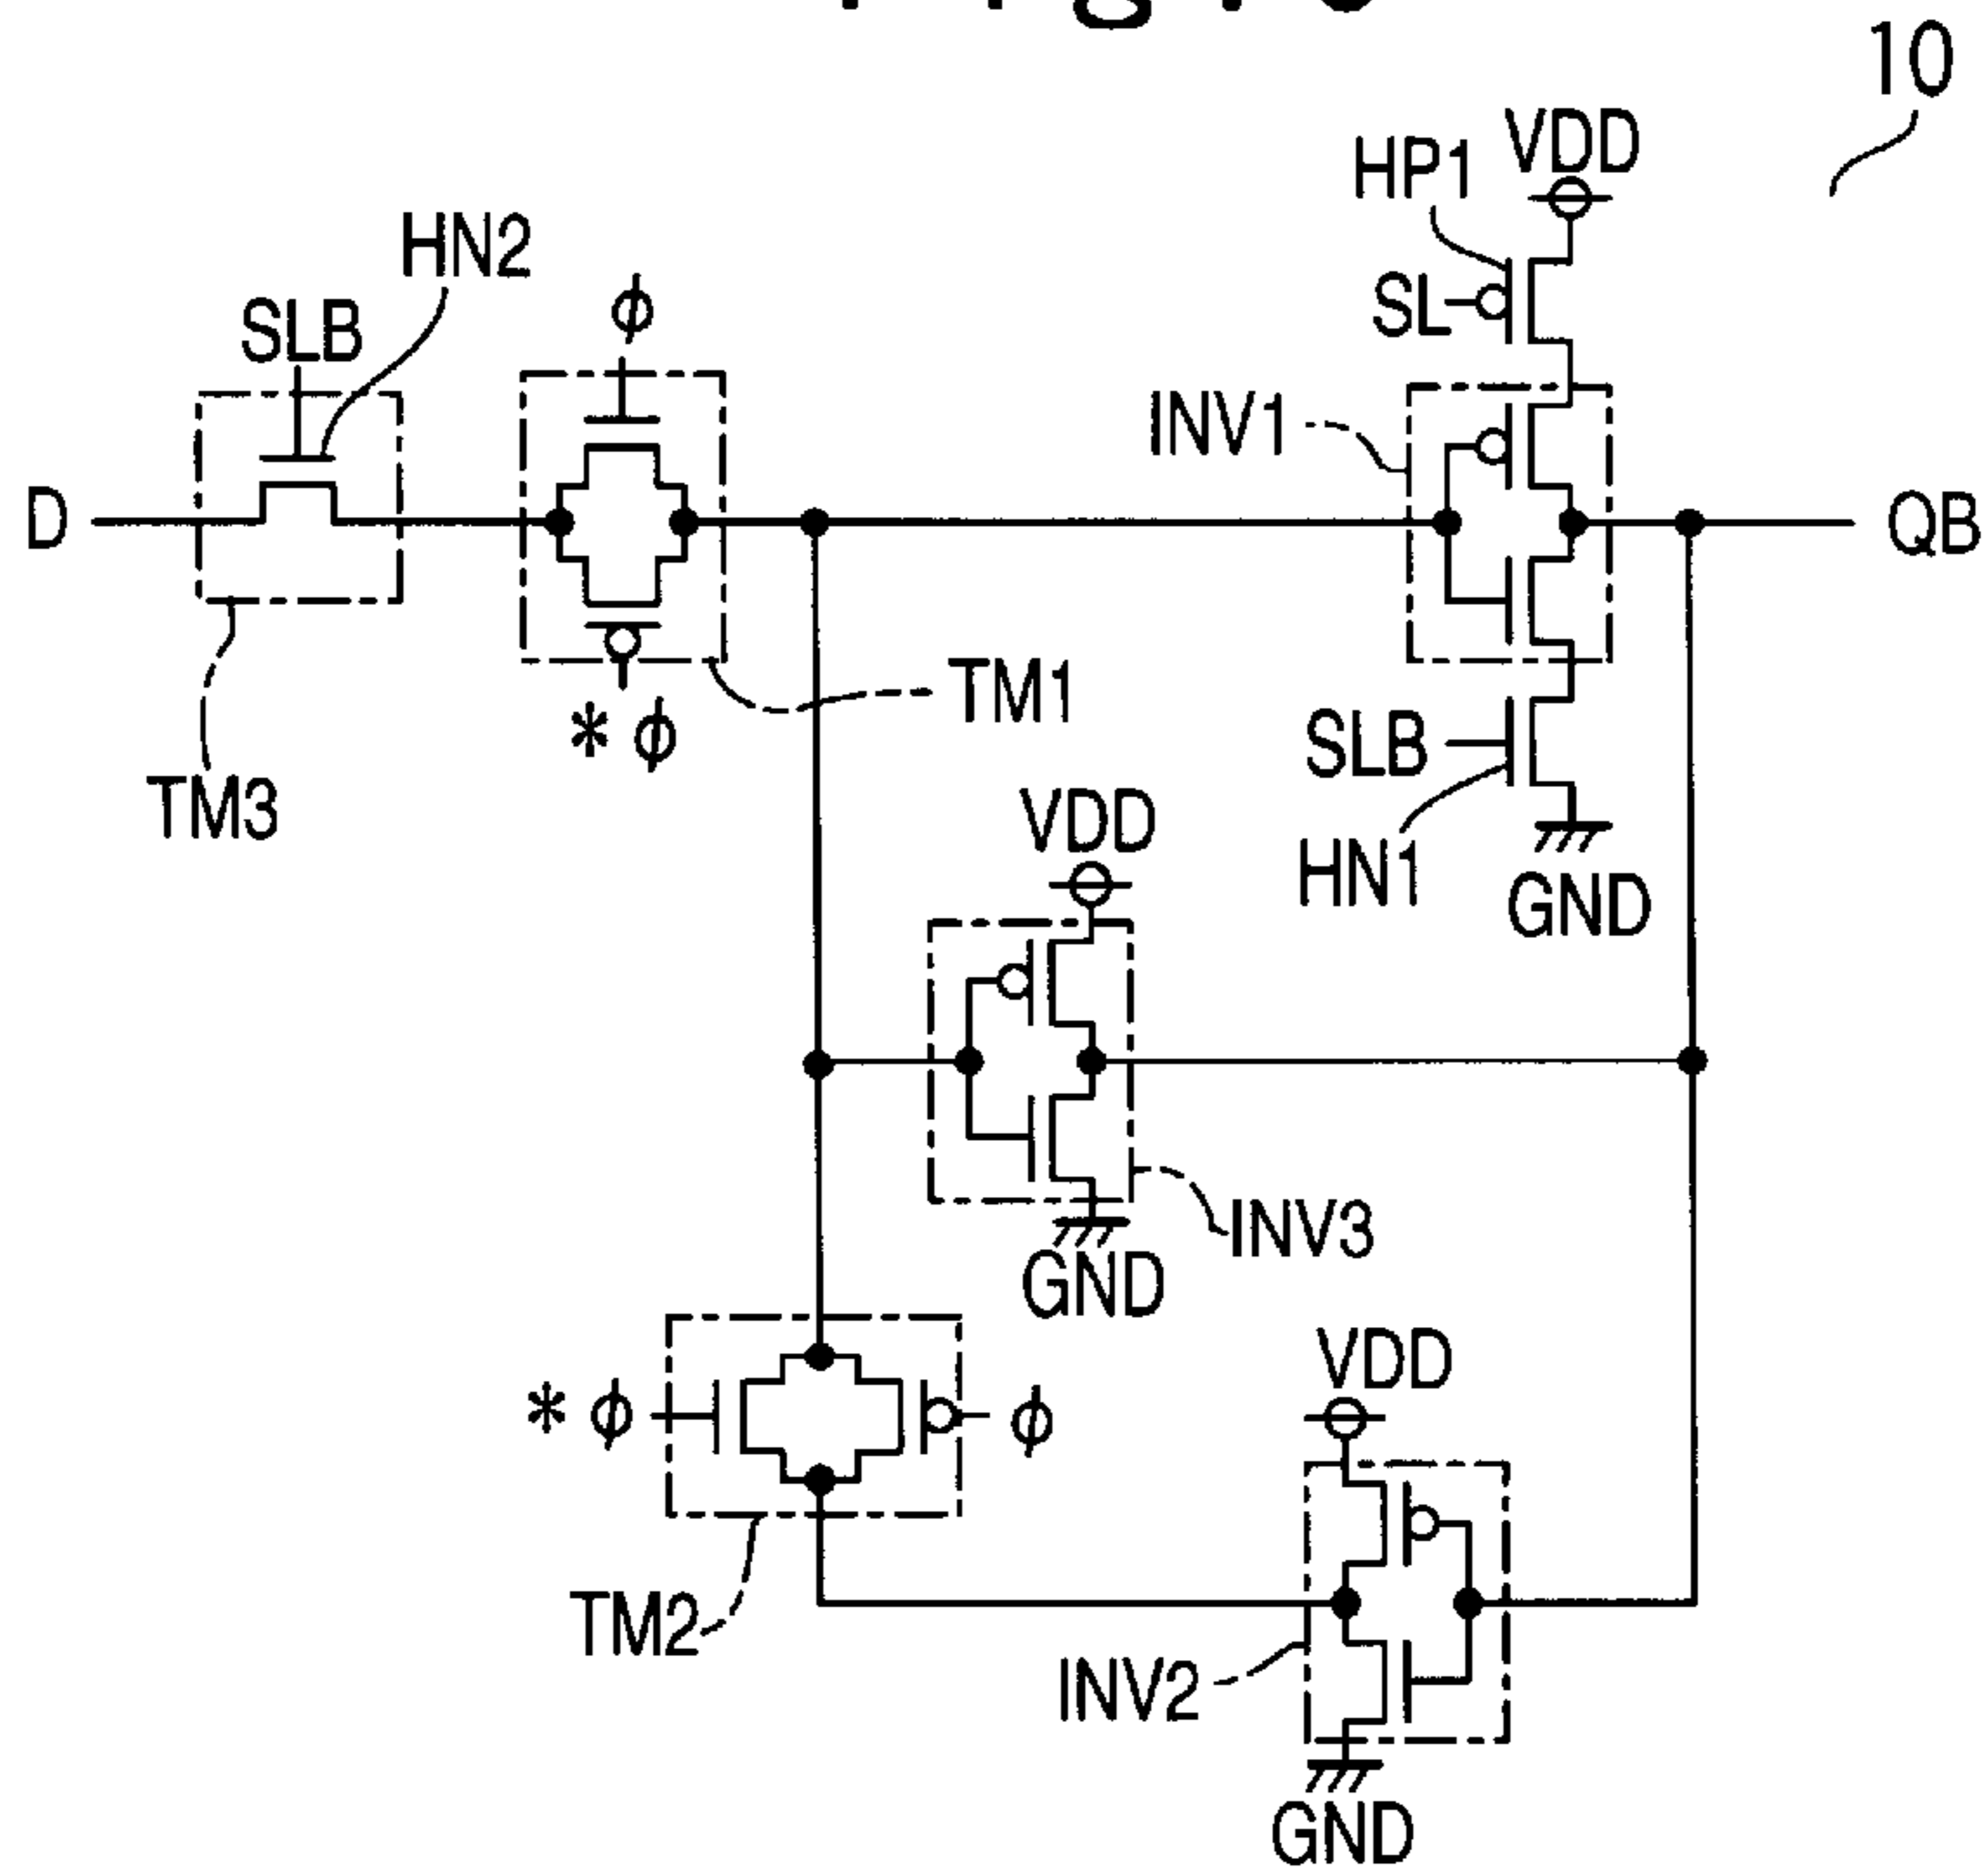 10
VDD
HP1
HN2
SL
SLB
φ
INV1
D
QB
* φ
TM1
SLB
TM3
VDD
HN1
GND
INV3
GND
VDD
* φ
φ
TM2
INV2
GND